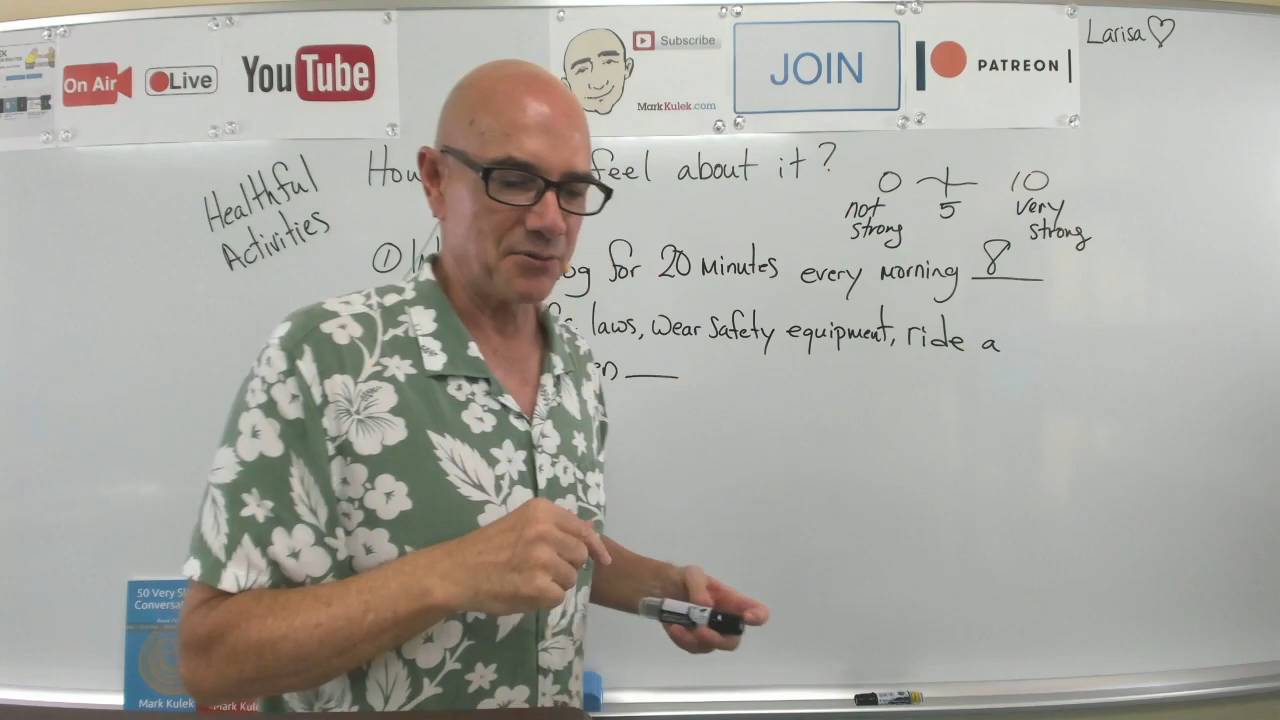 On Air
Live
YouTube
Subscribe
MarkKulek.com
JOIN
PATREON
Larisa♡
Healthful
Activities
feel about it?
0 5 10
not strong
very strong
① for 20 Minutes every morning 8
laws, wear safety equipment, ride a
50 Very
Mark Kulek